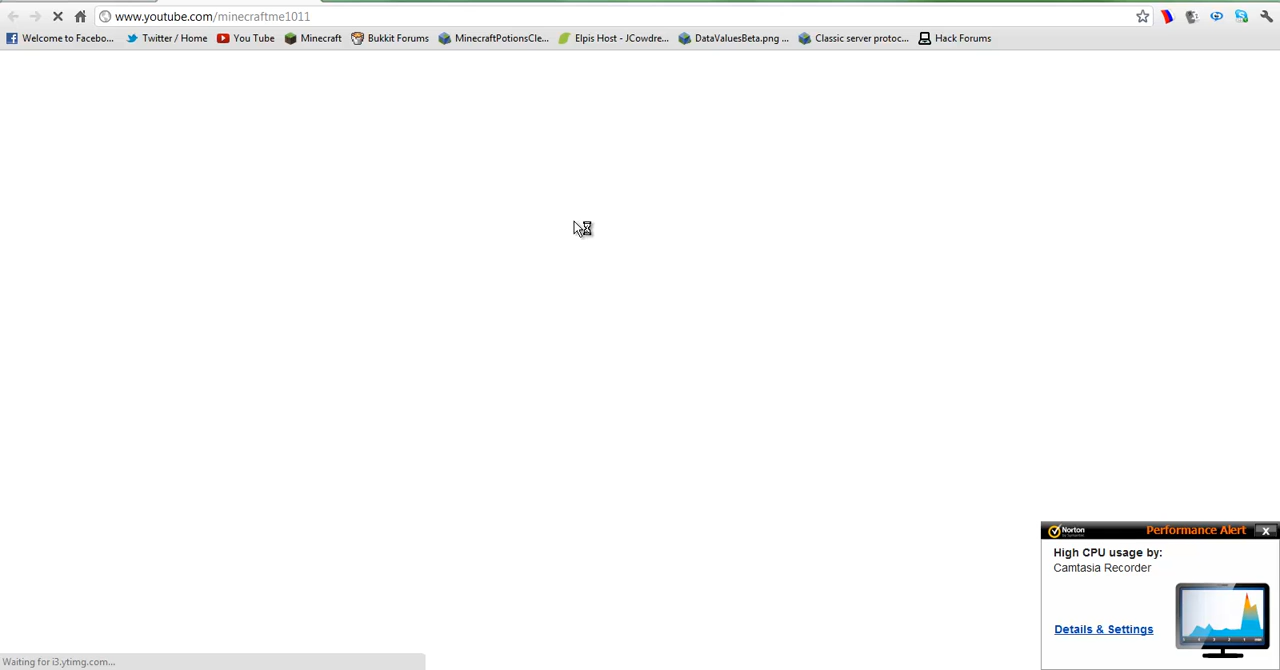 www.youtube.com/minecraftme1011
Welcome to Facebo... Twitter / Home You Tube Minecraft Bukkit Forums MinecraftPotionsCle... Elpis Host - JCowdre... DataValuesBeta.png ... Classic server protoc... Hack Forums
Norton Performance Alert X
by Symantec
High CPU usage by:
Camtasia Recorder
Details & Settings
Waiting for i3.ytimg.com...